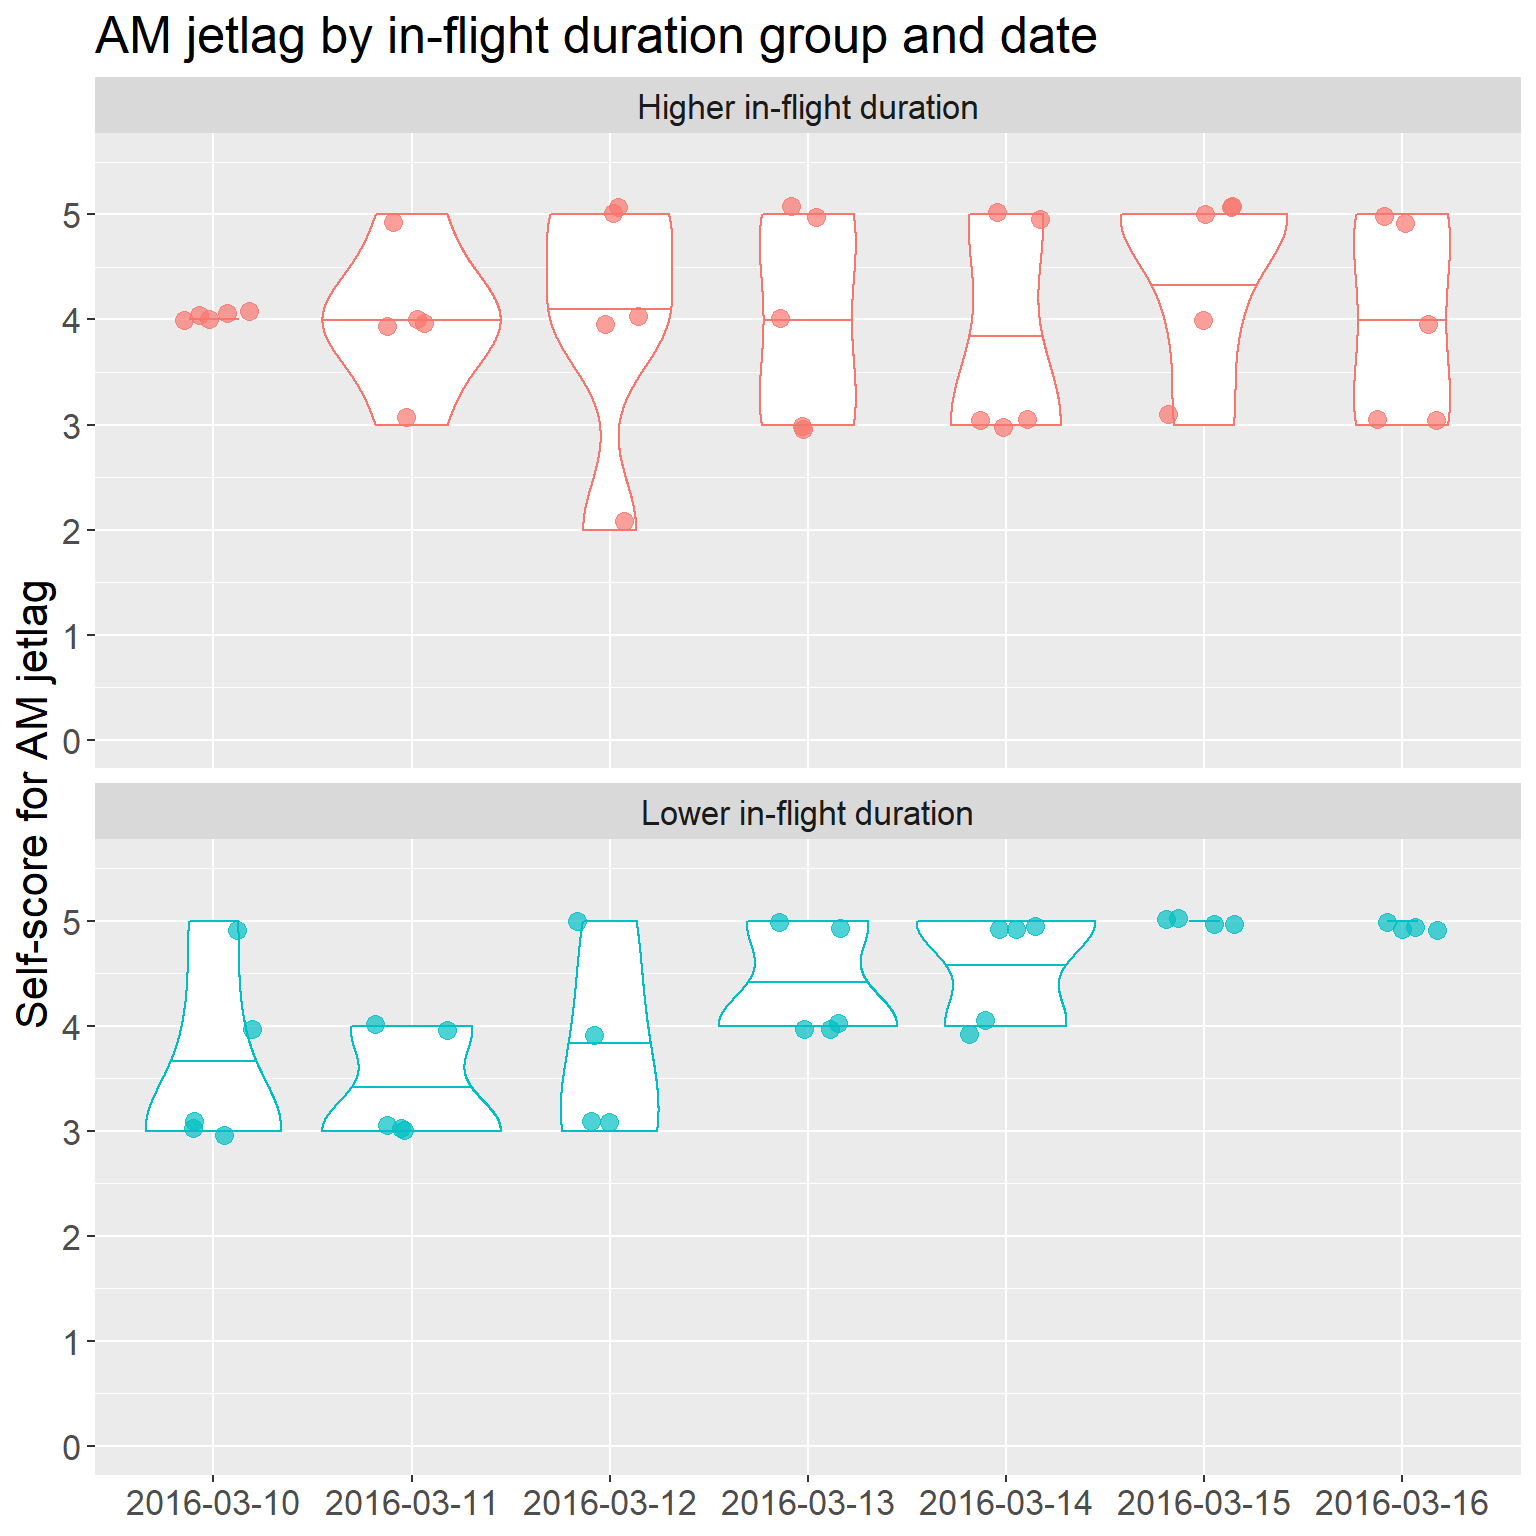 AM jetlag by in-flight duration group and date
Higher in-flight duration
5
4
3
2
1
0
Self-score for AM jetlag
Lower in-flight duration
5
4
3
2
1
0
2016-03-10 2016-03-11 2016-03-12 2016-03-13 2016-03-14 2016-03-15 2016-03-16